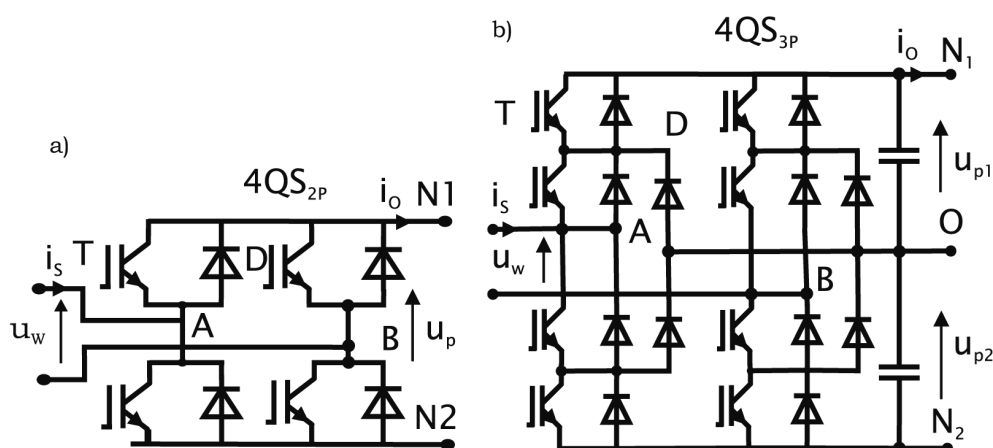 a)
4QS2P
iO N1
T
D
iS
uw
A
B
up
N2
b)
4QS3P
iO
N1
T
D
up1
iS
A
O
uw
B
up2
N2